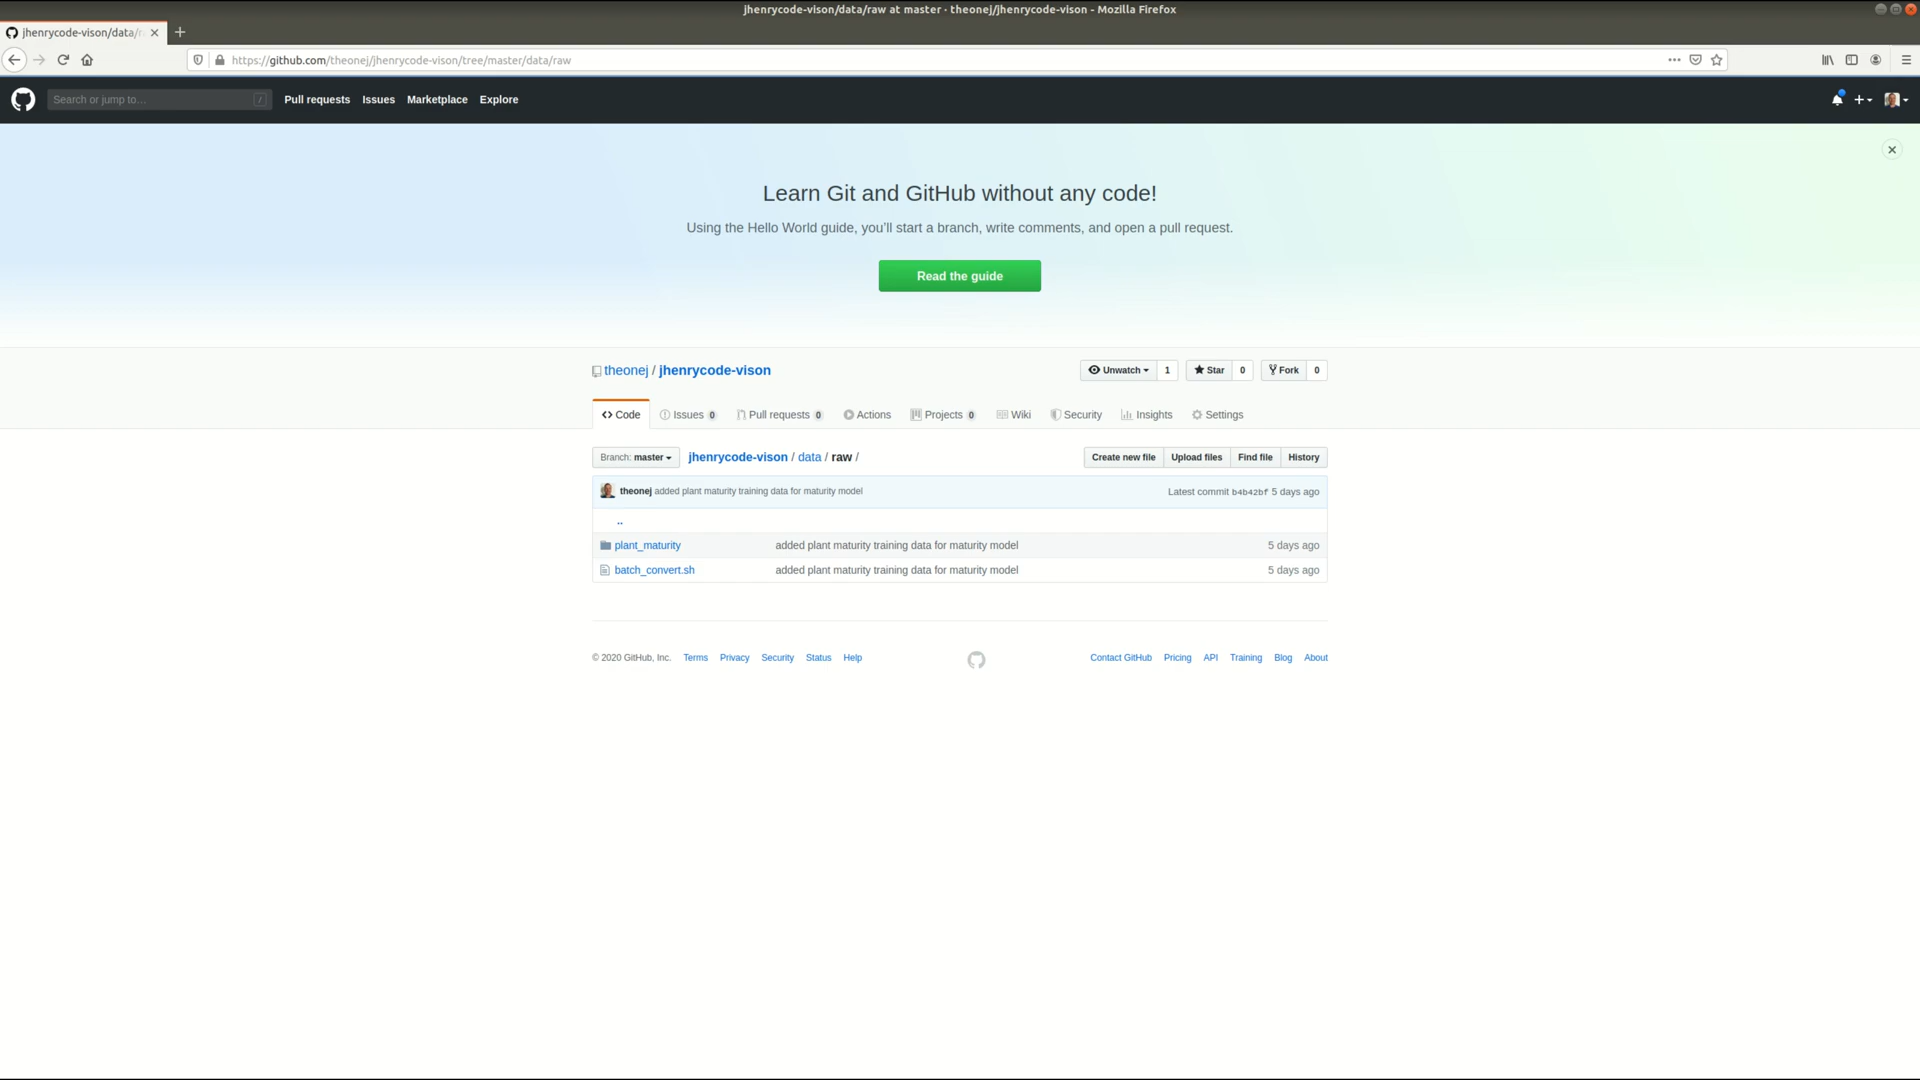 jhenrycode-vison/data/raw at master · theonej/jhenrycode-vison - Mozilla Firefox
jhenrycode-vison/data/r
https://github.com/theonej/jhenrycode-vison/tree/master/data/raw
Search or jump to… /
Pull requests Issues Marketplace Explore
Learn Git and GitHub without any code!
Using the Hello World guide, you’ll start a branch, write comments, and open a pull request.
Read the guide
theonej / jhenrycode-vison
Unwatch 1 Star 0 Fork 0
Code Issues 0 Pull requests 0 Actions Projects 0 Wiki Security Insights Settings
Branch: master jhenrycode-vison / data / raw /
Create new file Upload files Find file History
theonej added plant maturity training data for maturity model Latest commit b4b42bf 5 days ago
..
plant_maturity added plant maturity training data for maturity model 5 days ago
batch_convert.sh added plant maturity training data for maturity model 5 days ago
© 2020 GitHub, Inc. Terms Privacy Security Status Help Contact GitHub Pricing API Training Blog About